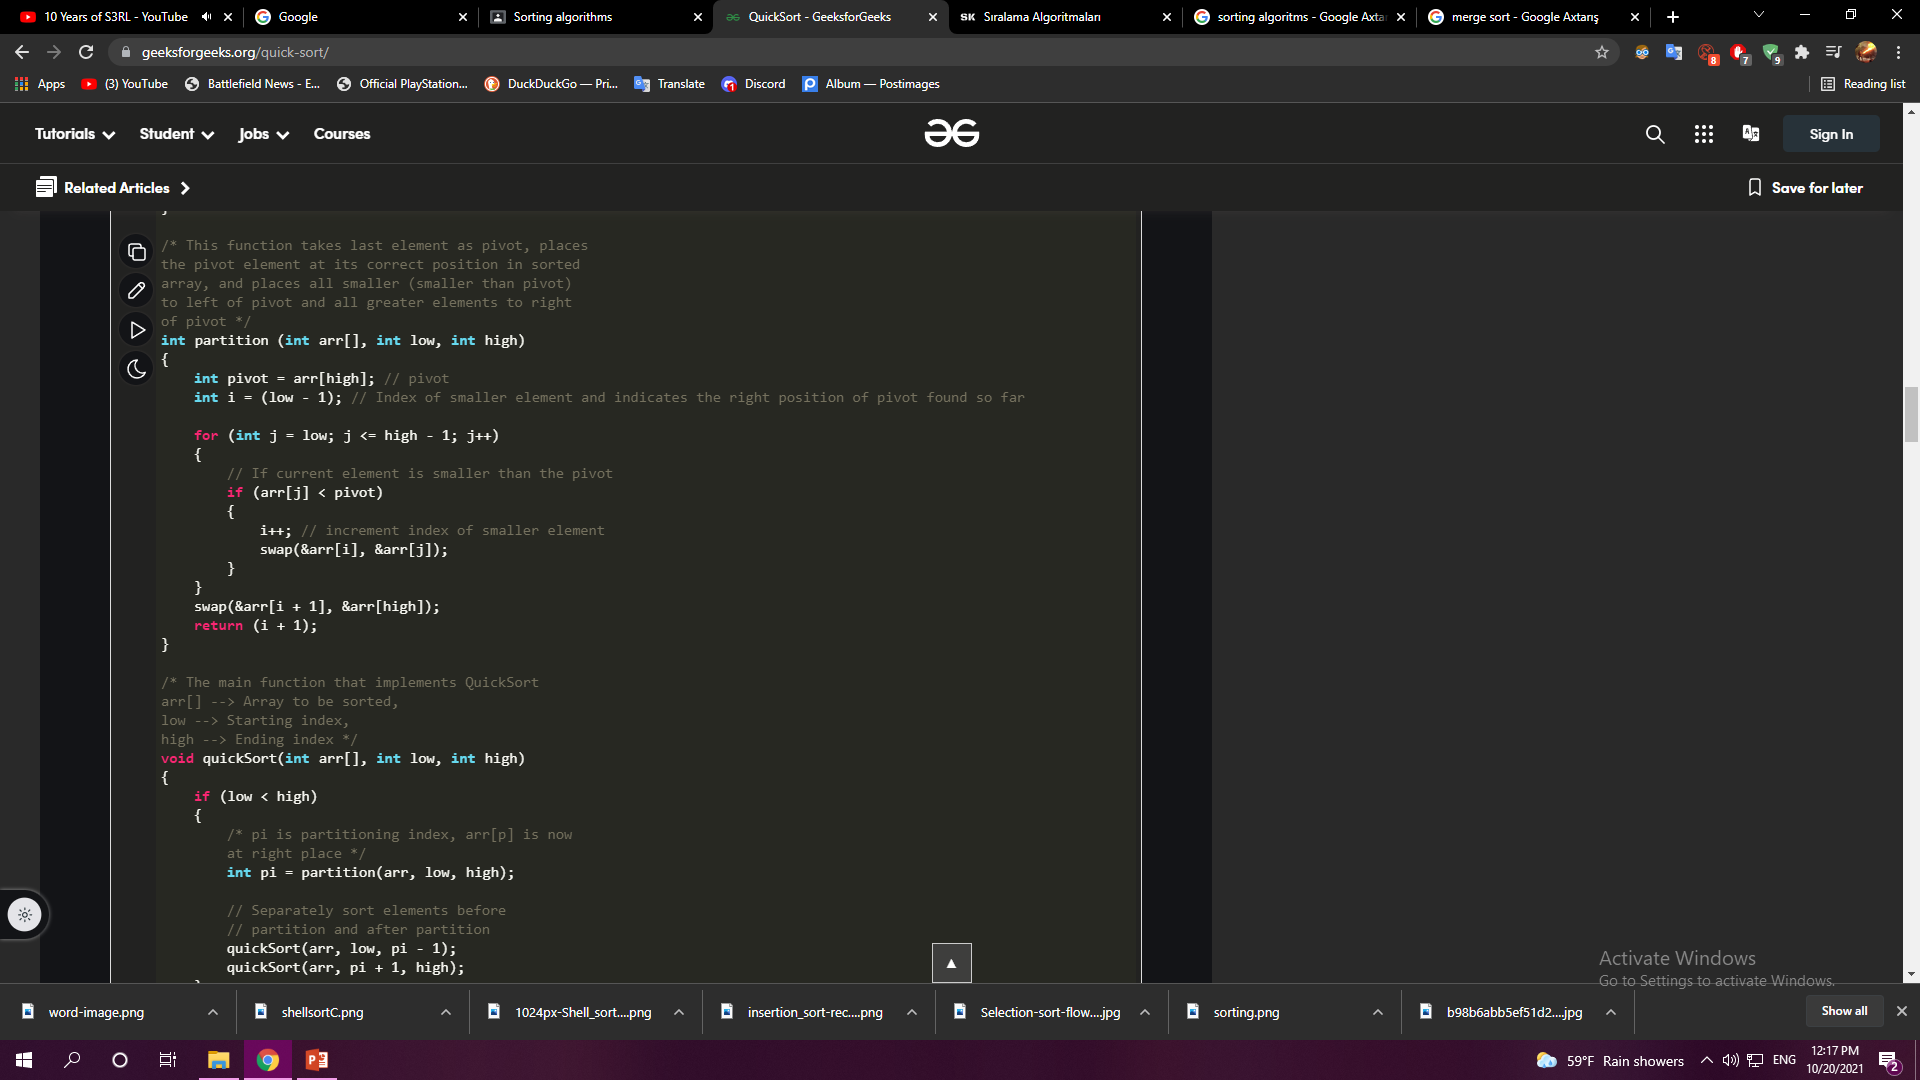 10 Years of S3RL - YouTube
Google
Sorting algorithms
QuickSort - GeeksforGeeks
SK Sıralama Algoritmaları
sorting algoritms - Google Axta
merge sort - Google Axtarış
geeksforgeeks.org/quick-sort/
8
7
9
Apps
(3) YouTube
Battlefield News - E...
Official PlayStation...
DuckDuckGo — Pri...
Translate
Discord
Album — Postimages
Reading list
Tutorials
Student
Jobs
Courses
Sign In
Related Articles
Save for later
}
/* This function takes last element as pivot, places
the pivot element at its correct position in sorted
array, and places all smaller (smaller than pivot)
to left of pivot and all greater elements to right
of pivot */
int partition (int arr[], int low, int high)
{
int pivot = arr[high]; // pivot
int i = (low - 1); // Index of smaller element and indicates the right position of pivot found so far
for (int j = low; j <= high - 1; j++)
{
// If current element is smaller than the pivot
if (arr[j] < pivot)
{
i++; // increment index of smaller element
swap(&arr[i], &arr[j]);
}
}
swap(&arr[i + 1], &arr[high]);
return (i + 1);
}
/* The main function that implements QuickSort
arr[] --> Array to be sorted,
low --> Starting index,
high --> Ending index */
void quickSort(int arr[], int low, int high)
{
if (low < high)
{
/* pi is partitioning index, arr[p] is now
at right place */
int pi = partition(arr, low, high);
// Separately sort elements before
// partition and after partition
quickSort(arr, low, pi - 1);
quickSort(arr, pi + 1, high);
}
Activate Windows
Go to Settings to activate Windows.
word-image.png
shellsortC.png
1024px-Shell_sort....png
insertion_sort-rec....png
Selection-sort-flow....jpg
sorting.png
b98b6abb5ef51d2....jpg
Show all
59°F Rain showers
ENG
12:17 PM
10/20/2021
2